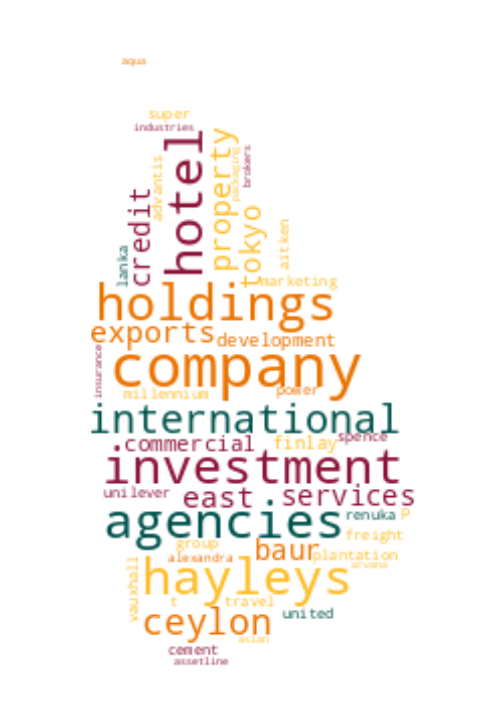 aqua
super
industries
hotel
property
packaging
brokers
advantis
credit
tokyo
aitken
lanka
marketing
holdings
exports
development
company
insurance
millennium
power
international
commercial
finlay
spence
investment
unilever
east
services
agencies
renuka
p
freight
group
baur
plantation
alexandra
arvana
hayleys
vauxhall
t
travel
ceylon
united
asian
cement
assetline